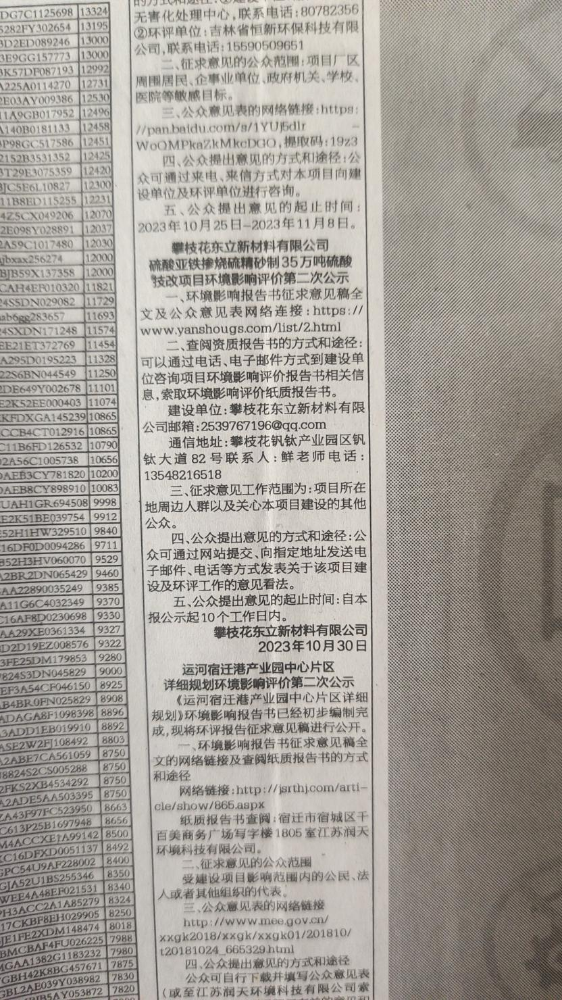 DG7C1125698 13324
5282FY302654 13195
3D2ED089246 13000
3E9GG157773 13000
3K57DF087193 12992
A225A0114270 12731
2E03AY009386 12530
11A9GB017952 12496
A140B0181133 12458
3P98GC517586 12451
2152B3531352 12425
3T29E3075359 12420
3JC5E6L10827 12300
11B8ED115255 12231
4Z5CX049206 12070
2E098Y028891 12037
2A59C1017480 12030
ujbxax256274 12000
BJB59X137358 12000
CAH4EF010320 11821
24S5DN029082 11729
ab6gg283657 11693
24SXDN171248 11574
EE21ET372769 11454
A295D0195223 11328
22S6BN044549 11250
2DE649Y002678 11101
E2K52EE000403 11074
KFDXGA145239 10865
CCB4CT012916 10865
C11B6FD126532 10790
02A56C1005738 10656
DAEB3CY781820 10200
DAEB8CY898910 10083
UAH1GR694508 9998
E2K51BE039754 9912
52H1HW329510 9840
16DF0D0094286 9711
B52H3HV060070 9529
A2BR2DN065429 9460
AA22890035249 9385
A11G6C4032349 9370
C16AF8D0230698 9330
AA29XE0361334 9327
D2D19EZ008576 9322
3FE25DM179853 9280
7824S3DN045829 9000
EF3A54CF046150 8925
AB4BR0FN025829 8908
ADAGA8F1098398 8896
A3ADD1EB019910 8892
ASE2W2FJ108492 8803
A2ABE7CA561059 8750
J8824S2CS005288 8750
2FKS2XB4534292 8750
A2ADE5AA503395 8750
ZA43F97FC523950 8663
C613P25B1697948 8656
M4ACCXE1A99142 8500
KC16DFXD0051137 8492
GPC54U9AF228002 8400
GJA52U1BS255346 8350
WEE4A48EF021531 8340
PH3ACC2A1A85279 8324
17CKBF8EH029905 8250
JE1FE2XDM148474 8018
BMCBAF4FU026225 7988
MGAA1382G1183232 7980
YGBH42K8BG457671 7875
GBL2AE039Y038982 7830
BJB5AY053872 7820
无害化处理中心,联系电话:80782356
②环评单位:吉林省恒新环保科技有限
公司,联系电话:15590509651
二、征求意见的公众范围:项目厂区
周围居民、企事业单位、政府机关、学校、
医院等敏感目标。
三、公众意见表的网络链接:https:
//pan.baidu.com/s/1YUj5dlr –
WoOMPkaZkMkcDGO,提取码:19z3
四、公众提出意见的方式和途径:公
众可通过来电、来信方式对本项目向建
设单位及环评单位进行咨询。
五、公众提出意见的起止时间:
2023年10月25日–2023年11月8日。
攀枝花东立新材料有限公司
硫酸亚铁掺烧硫精砂制35万吨硫酸
技改项目环境影响评价第二次公示
一、环境影响报告书征求意见稿全
文及公众意见表网络连接:https://
www.yanshougs.com/list/2.html
二、查阅资质报告书的方式和途径:
可以通过电话、电子邮件方式到建设单
位咨询项目环境影响评价报告书相关信
息,索取环境影响评价纸质报告书。
建设单位:攀枝花东立新材料有限
公司邮箱:2539767196@qq.com
通信地址:攀枝花钒钛产业园区钒
钛大道82号联系人:鲜老师电话:
13548216518
三、征求意见工作范围为:项目所在
地周边人群以及关心本项目建设的其他
公众。
四、公众提出意见的方式和途径:公
众可通过网站提交、向指定地址发送电
子邮件、电话等方式发表关于该项目建
设及环评工作的意见看法。
五、公众提出意见的起止时间:自本
报公示起10个工作日内。
攀枝花东立新材料有限公司
2023年10月30日
运河宿迁港产业园中心片区
详细规划环境影响评价第二次公示
《运河宿迁港产业园中心片区详细
规划》环境影响报告书已经初步编制完
成,现将环评报告征求意见稿进行公开。
一、环境影响报告书征求意见稿全
文的网络链接及查阅纸质报告书的方式
和途径
网络链接:http://jsrthj.com/arti–
cle/show/865.aspx
纸质报告书查阅:宿迁市宿城区千
百美商务广场写字楼1805室江苏润天
环境科技有限公司。
二、征求意见的公众范围
受建设项目影响范围内的公民、法
人或者其他组织的代表。
三、公众意见表的网络链接
http://www.mee.gov.cn/
xxgk2018/xxgk/xxgk01/201810/
t20181024_665329.html
四、公众提出意见的方式和途径
公众可自行下载并填写公众意见表
(或至江苏润天环境科技有限公司索